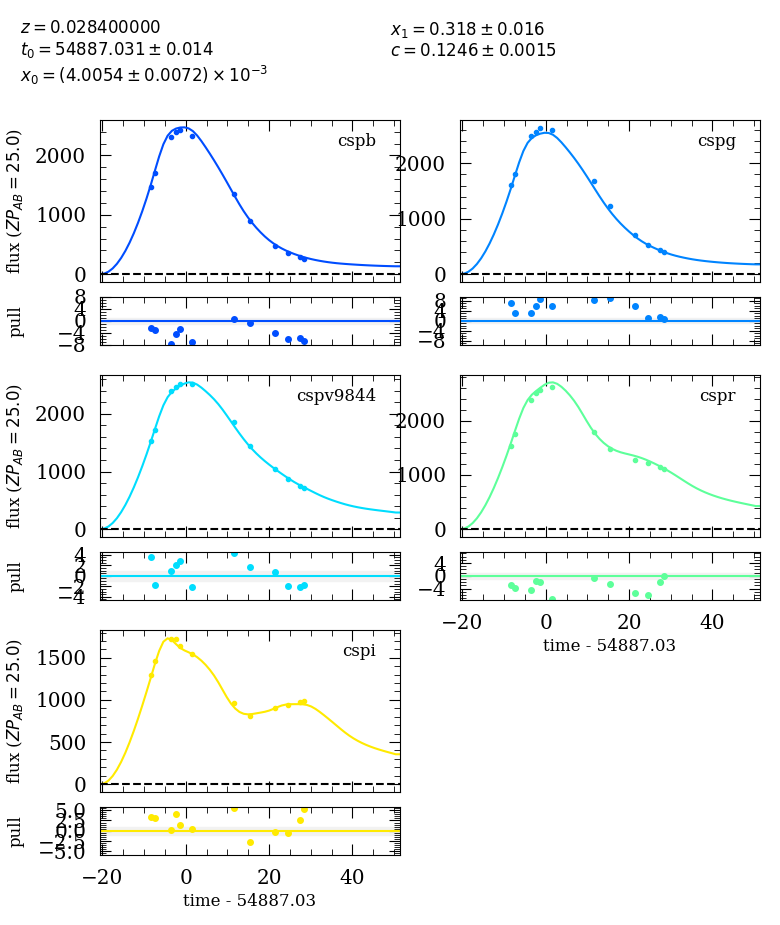 z = 0.028400000
t₀ = 54887.031 ± 0.014
x₀ = (4.0054 ± 0.0072) × 10⁻³
x₁ = 0.318 ± 0.016
c = 0.1246 ± 0.0015
flux (ZP_AB = 25.0)
2000
1000
0
cspb
2000
1000
0
cspg
pull
8
4
0
−4
−8
8
4
0
−4
−8
flux (ZP_AB = 25.0)
2000
1000
0
cspv9844
2000
1000
0
cspr
pull
4
2
0
−2
−4
4
0
−4
−20 0 20 40
time - 54887.03
flux (ZP_AB = 25.0)
1500
1000
500
0
cspi
pull
5.0
2.5
0.0
−2.5
−5.0
−20 0 20 40
time - 54887.03